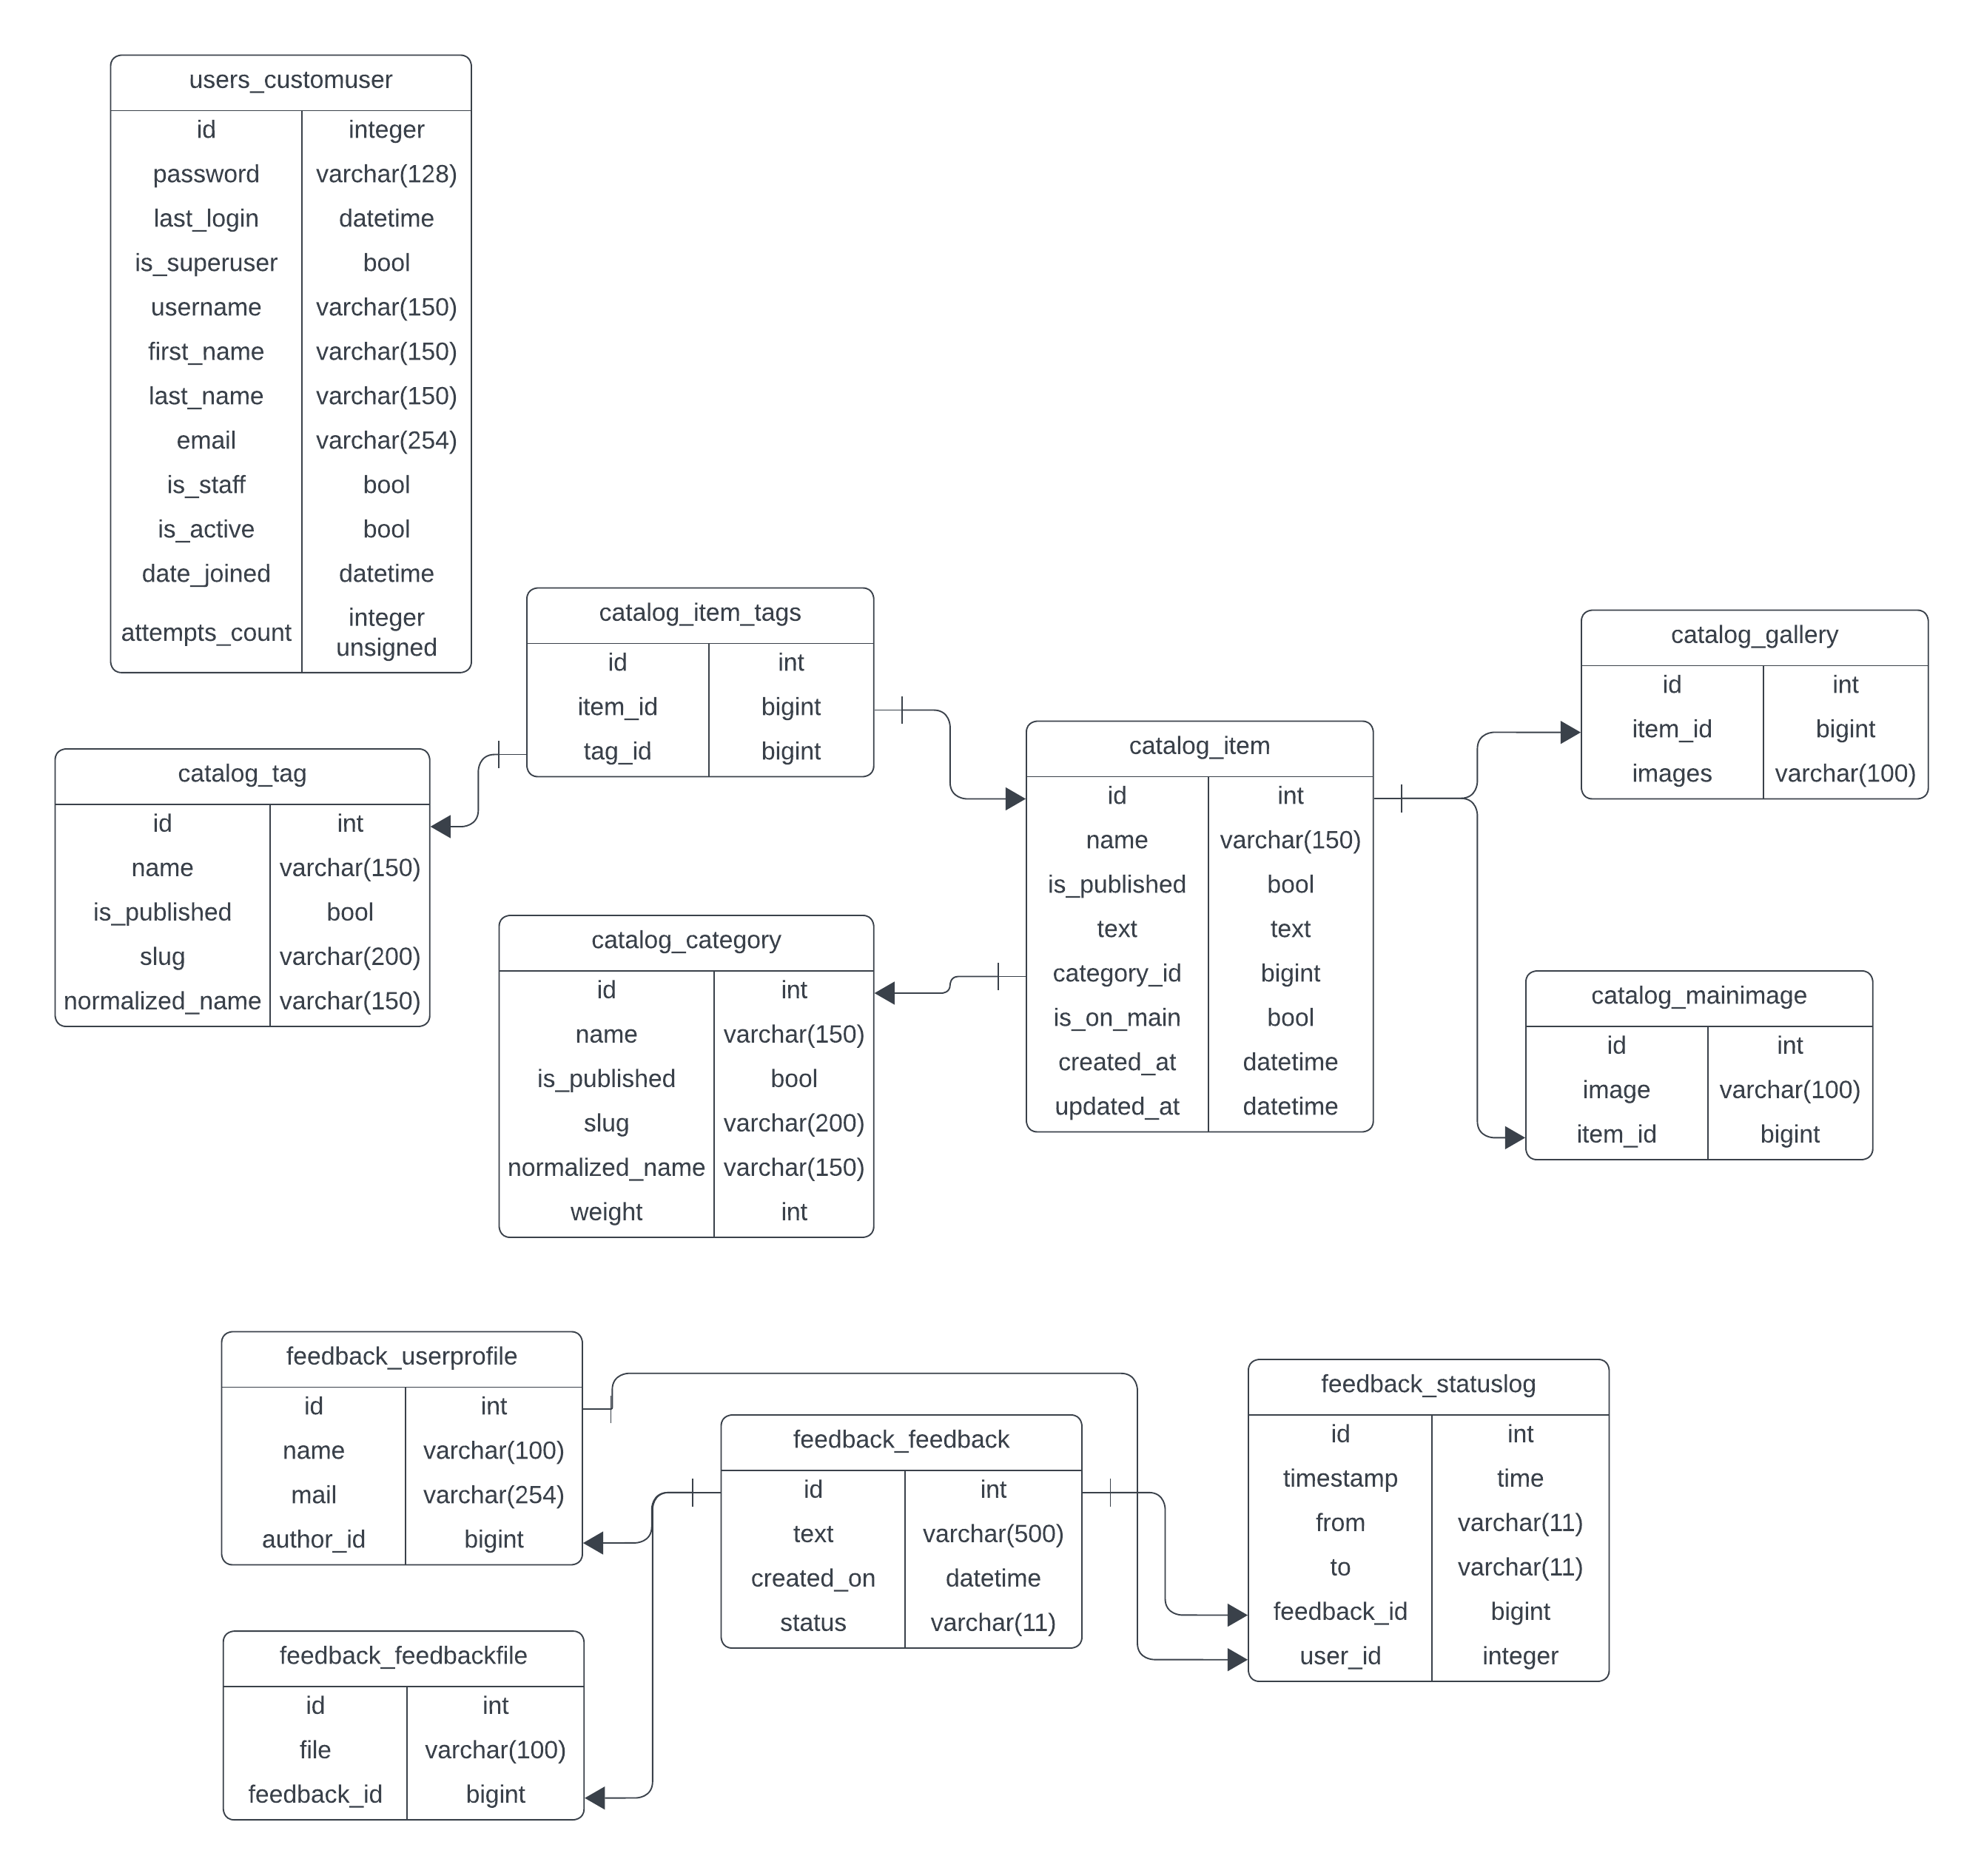 users_customuser
id integer
password varchar(128)
last_login datetime
is_superuser bool
username varchar(150)
first_name varchar(150)
last_name varchar(150)
email varchar(254)
is_staff bool
is_active bool
date_joined datetime
attempts_count integer
unsigned
catalog_item_tags
id int
item_id bigint
tag_id bigint
catalog_gallery
id int
item_id bigint
images varchar(100)
catalog_tag
id int
name varchar(150)
is_published bool
slug varchar(200)
normalized_name varchar(150)
catalog_item
id int
name varchar(150)
is_published bool
text text
category_id bigint
is_on_main bool
created_at datetime
updated_at datetime
catalog_category
id int
name varchar(150)
is_published bool
slug varchar(200)
normalized_name varchar(150)
weight int
catalog_mainimage
id int
image varchar(100)
item_id bigint
feedback_userprofile
id int
name varchar(100)
mail varchar(254)
author_id bigint
feedback_feedback
id int
text varchar(500)
created_on datetime
status varchar(11)
feedback_statuslog
id int
timestamp time
from varchar(11)
to varchar(11)
feedback_id bigint
user_id integer
feedback_feedbackfile
id int
file varchar(100)
feedback_id bigint